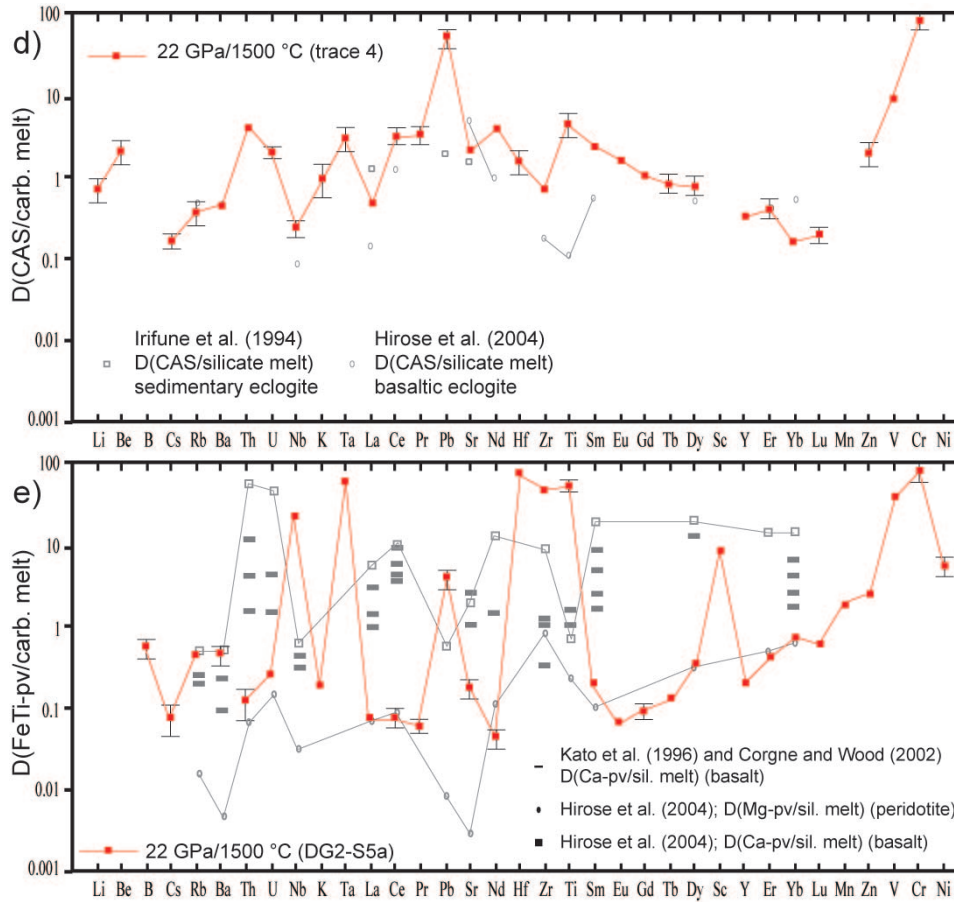 d)
D(CAS/carb. melt)
100
10
1
0.1
0.01
0.001
22 GPa/1500 °C (trace 4)
Irifune et al. (1994)
D(CAS/silicate melt)
sedimentary eclogite
Hirose et al. (2004)
D(CAS/silicate melt)
basaltic eclogite
Li Be B Cs Rb Ba Th U Nb K Ta La Ce Pr Pb Sr Nd Hf Zr Ti Sm Eu Gd Tb Dy Sc Y Er Yb Lu Mn Zn V Cr Ni
e)
D(FeTi-pv/carb. melt)
100
10
1
0.1
0.01
0.001
Kato et al. (1996) and Corgne and Wood (2002)
D(Ca-pv/sil. melt) (basalt)
Hirose et al. (2004); D(Mg-pv/sil. melt) (peridotite)
Hirose et al. (2004); D(Ca-pv/sil. melt) (basalt)
22 GPa/1500 °C (DG2-S5a)
Li Be B Cs Rb Ba Th U Nb K Ta La Ce Pr Pb Sr Nd Hf Zr Ti Sm Eu Gd Tb Dy Sc Y Er Yb Lu Mn Zn V Cr Ni